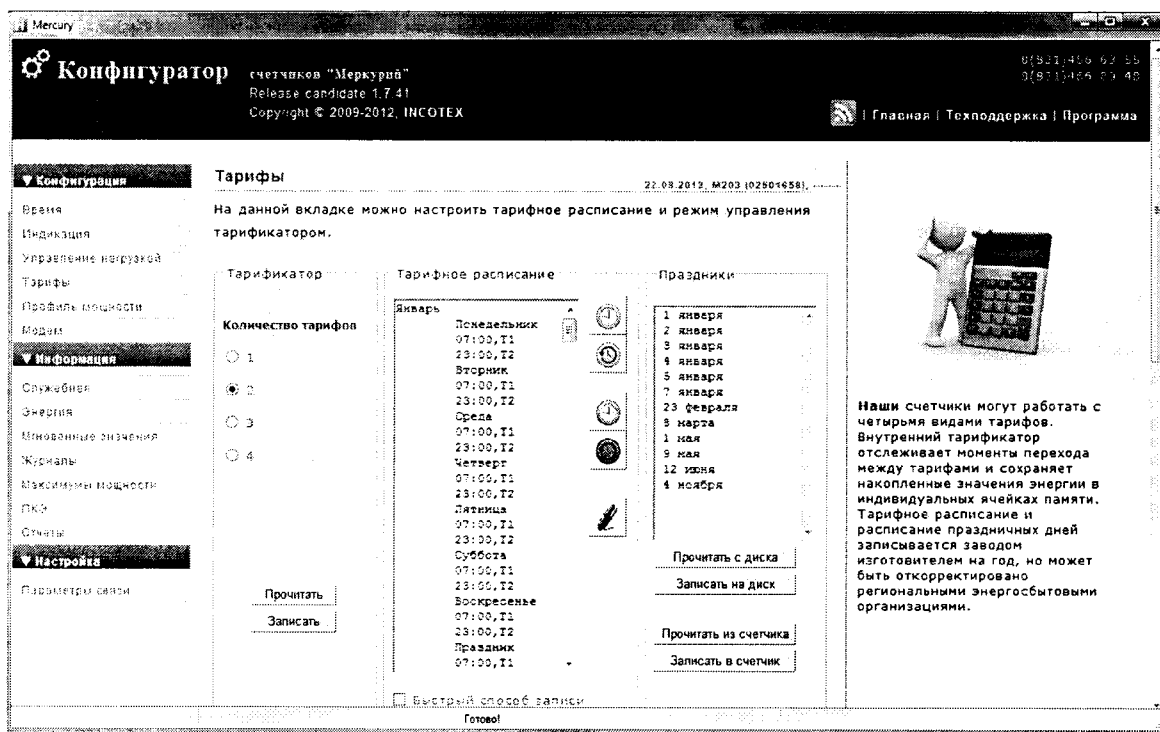 Mercury
Конфигуратор счетчиков "Меркурий"
Release candidate 1.7.41
Copyright © 2009-2012, INCOTEX
| Главная | Техподдержка | Программа
▼ Конфигурация
Время
Индикация
Управление нагрузкой
Тарифы
Профиль мощности
Модем
▼ Информация
Служебная
Энергия
Мгновенные значения
Журналы
Максимумы мощности
ПКЭ
Отчеты
▼ Настройка
Параметры связи
Тарифы
22.08.2012, M203 (02501658),
На данной вкладке можно настроить тарифное расписание и режим управления
тарификатором.
Тарификатор
Количество тарифов
1
2
3
4
Прочитать
Записать
Тарифное расписание
Январь
Понедельник
07:00,T1
23:00,T2
Вторник
07:00,T1
23:00,T2
Среда
07:00,T1
23:00,T2
Четверг
07:00,T1
23:00,T2
Пятница
07:00,T1
23:00,T2
Суббота
07:00,T1
23:00,T2
Воскресенье
07:00,T1
23:00,T2
Праздник
07:00,T1
Быстрый способ записи
Праздники
1 января
2 января
3 января
4 января
5 января
7 января
23 февраля
8 марта
1 мая
9 мая
12 июня
4 ноября
Прочитать с диска
Записать на диск
Прочитать из счетчика
Записать в счетчик
Наши счетчики могут работать с
четырьмя видами тарифов.
Внутренний тарификатор
отслеживает моменты перехода
между тарифами и сохраняет
накопленные значения энергии в
индивидуальных ячейках памяти.
Тарифное расписание и
расписание праздничных дней
записывается заводом
изготовителем на год, но может
быть откорректировано
региональными энергосбытовыми
организациями.
Готово!